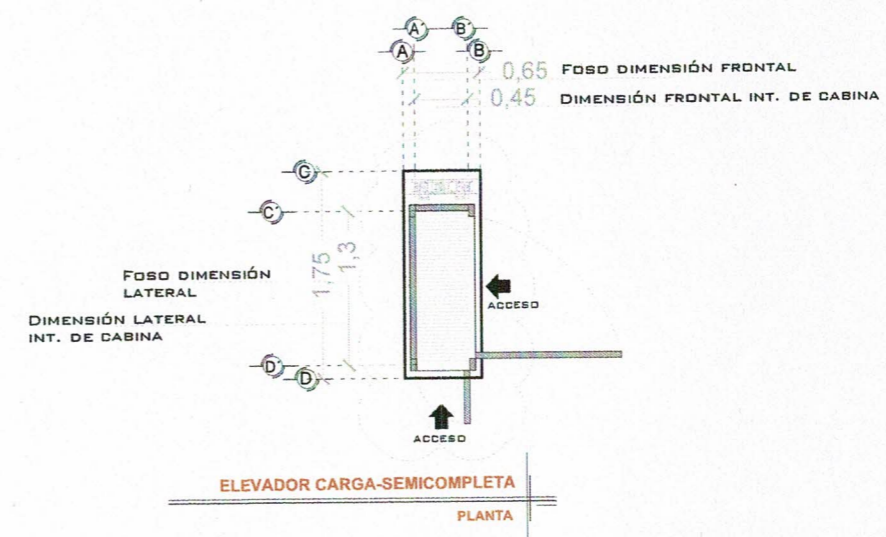 A´ B´
A B
0,65 FOSO DIMENSIÓN FRONTAL
0,45 DIMENSIÓN FRONTAL INT. DE CABINA
C
C´
1,75
1,3
FOSO DIMENSIÓN
LATERAL
ACCESO
DIMENSIÓN LATERAL
INT. DE CABINA
D´
D
ACCESO
ELEVADOR CARGA-SEMICOMPLETA
PLANTA